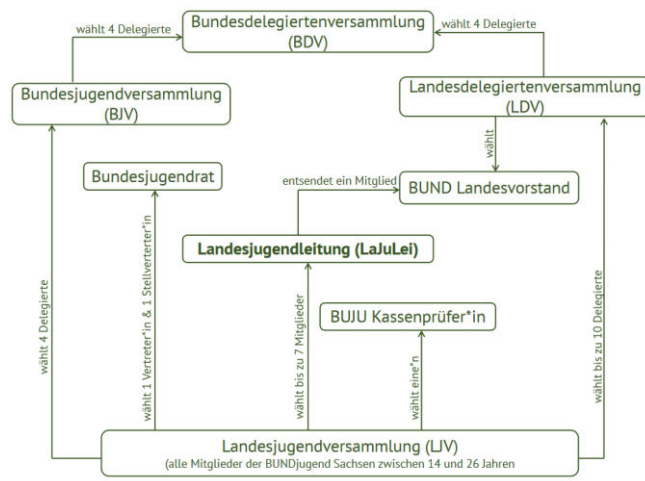 Bundesdelegiertenversammlung
(BDV)
wählt 4 Delegierte
wählt 4 Delegierte
Bundesjugendversammlung
(BJV)
Landesdelegiertenversammlung
(LDV)
wählt
Bundesjugendrat
entsendet ein Mitglied
BUND Landesvorstand
Landesjugendleitung (LaJuLei)
wählt 4 Delegierte
wählt 1 Vertreter*in & 1 Stellverterter*in
wählt bis zu 7 Mitglieder
BUJU Kassenprüfer*in
wählt eine*n
wählt bis zu 10 Delegierte
Landesjugendversammlung (LJV)
(alle Mitglieder der BUNDjugend Sachsen zwischen 14 und 26 Jahren